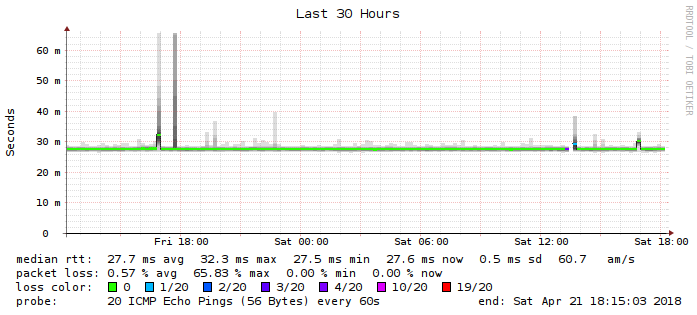 Last 30 Hours
RRDTOOL / TOBI OETIKER
Seconds
60 m
50 m
40 m
30 m
20 m
10 m
0
Fri 18:00 Sat 00:00 Sat 06:00 Sat 12:00 Sat 18:00
median rtt: 27.7 ms avg 32.3 ms max 27.5 ms min 27.6 ms now 0.5 ms sd 60.7 am/s
packet loss: 0.57 % avg 65.83 % max 0.00 % min 0.00 % now
loss color: 0 1/20 2/20 3/20 4/20 10/20 19/20
probe: 20 ICMP Echo Pings (56 Bytes) every 60s end: Sat Apr 21 18:15:03 2018